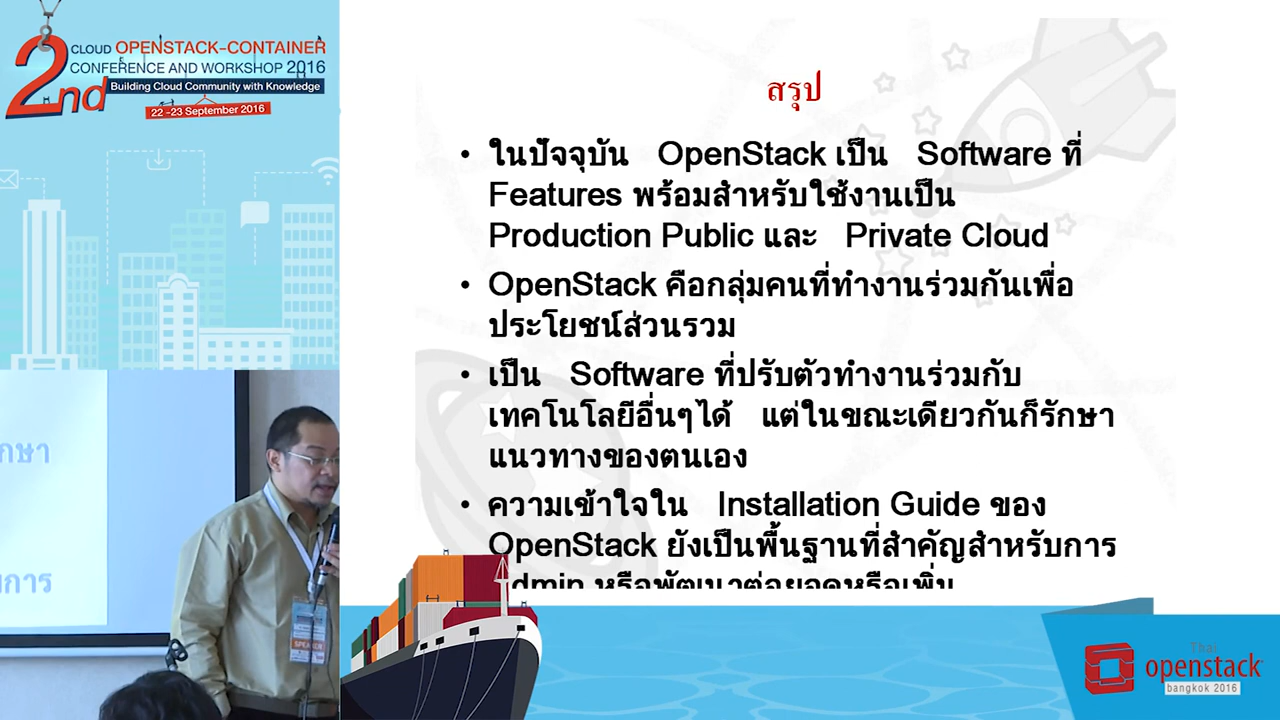 2nd
CLOUD OPENSTACK-CONTAINER
CONFERENCE AND WORKSHOP 2016
Building Cloud Community with Knowledge
22 -23 September 2016
สรุป
• ในปัจจุบัน OpenStack เป็น Software ที่
Features พร้อมสำหรับใช้งานเป็น
Production Public และ Private Cloud
• OpenStack คือกลุ่มคนที่ทำงานร่วมกันเพื่อ
ประโยชน์ส่วนรวม
• เป็น Software ที่ปรับตัวทำงานร่วมกับ
เทคโนโลยีอื่นๆได้ แต่ในขณะเดียวกันก็รักษา
แนวทางของตนเอง
• ความเข้าใจใน Installation Guide ของ
OpenStack ยังเป็นพื้นฐานที่สำคัญสำหรับการ
หรือพัฒนาต่อยอดหรือเพิ่ม
กษา
การ
SPEAKER
Thai
openstack
bangkok 2016